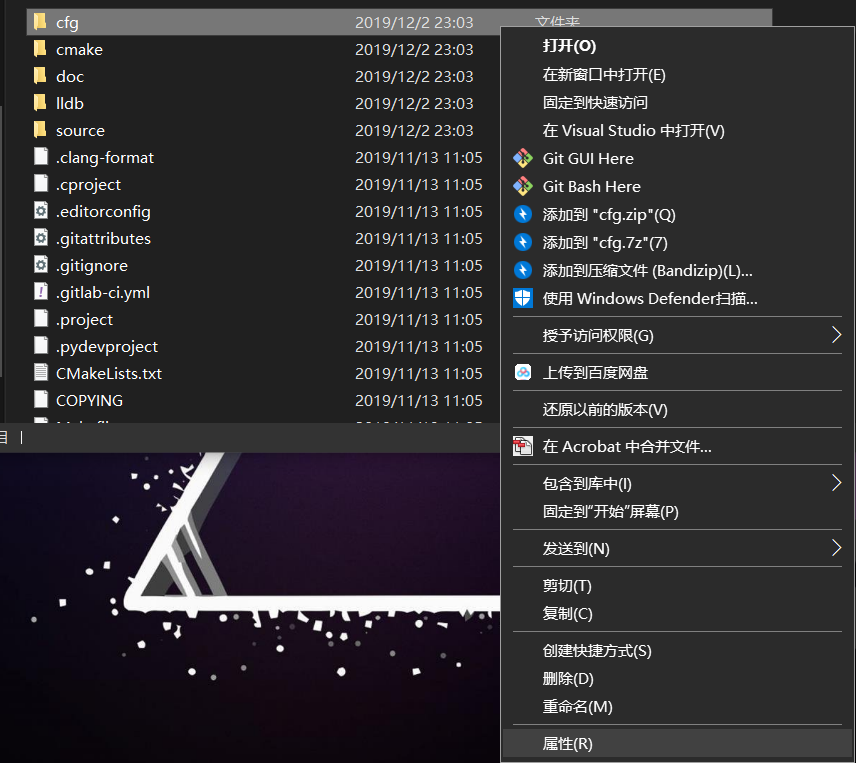 cfg 2019/12/2 23:03 文件夹
cmake 2019/12/2 23:03
doc 2019/12/2 23:03
lldb 2019/12/2 23:03
source 2019/12/2 23:03
.clang-format 2019/11/13 11:05
.cproject 2019/11/13 11:05
.editorconfig 2019/11/13 11:05
.gitattributes 2019/11/13 11:05
.gitignore 2019/11/13 11:05
.gitlab-ci.yml 2019/11/13 11:05
.project 2019/11/13 11:05
.pydevproject 2019/11/13 11:05
CMakeLists.txt 2019/11/13 11:05
COPYING 2019/11/13 11:05
打开(O)
在新窗口中打开(E)
固定到快速访问
在 Visual Studio 中打开(V)
Git GUI Here
Git Bash Here
添加到 "cfg.zip"(Q)
添加到 "cfg.7z"(7)
添加到压缩文件 (Bandizip)(L)...
使用 Windows Defender扫描...
授予访问权限(G)
上传到百度网盘
还原以前的版本(V)
在 Acrobat 中合并文件...
包含到库中(I)
固定到“开始”屏幕(P)
发送到(N)
剪切(T)
复制(C)
创建快捷方式(S)
删除(D)
重命名(M)
属性(R)